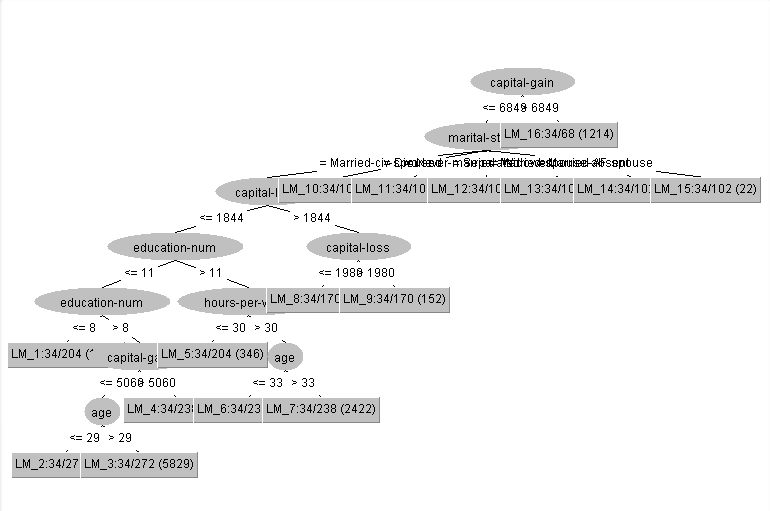 capital-gain
<= 6849 > 6849
marital-st LM_16:34/68 (1214)
= Married-civ-spouse
capital-l LM_10:34/10 LM_11:34/10 LM_12:34/10 LM_13:34/10 LM_14:34/10 LM_15:34/102 (22)
<= 1844 > 1844
education-num capital-loss
<= 11 > 11 <= 1980 > 1980
education-num hours-per-w LM_8:34/170 LM_9:34/170 (152)
<= 8 > 8 <= 30 > 30
LM_1:34/204 capital-ga LM_5:34/204 (346) age
<= 5060 > 5060 <= 33 > 33
age LM_4:34/238 LM_6:34/23 LM_7:34/238 (2422)
<= 29 > 29
LM_2:34/27 LM_3:34/272 (5829)